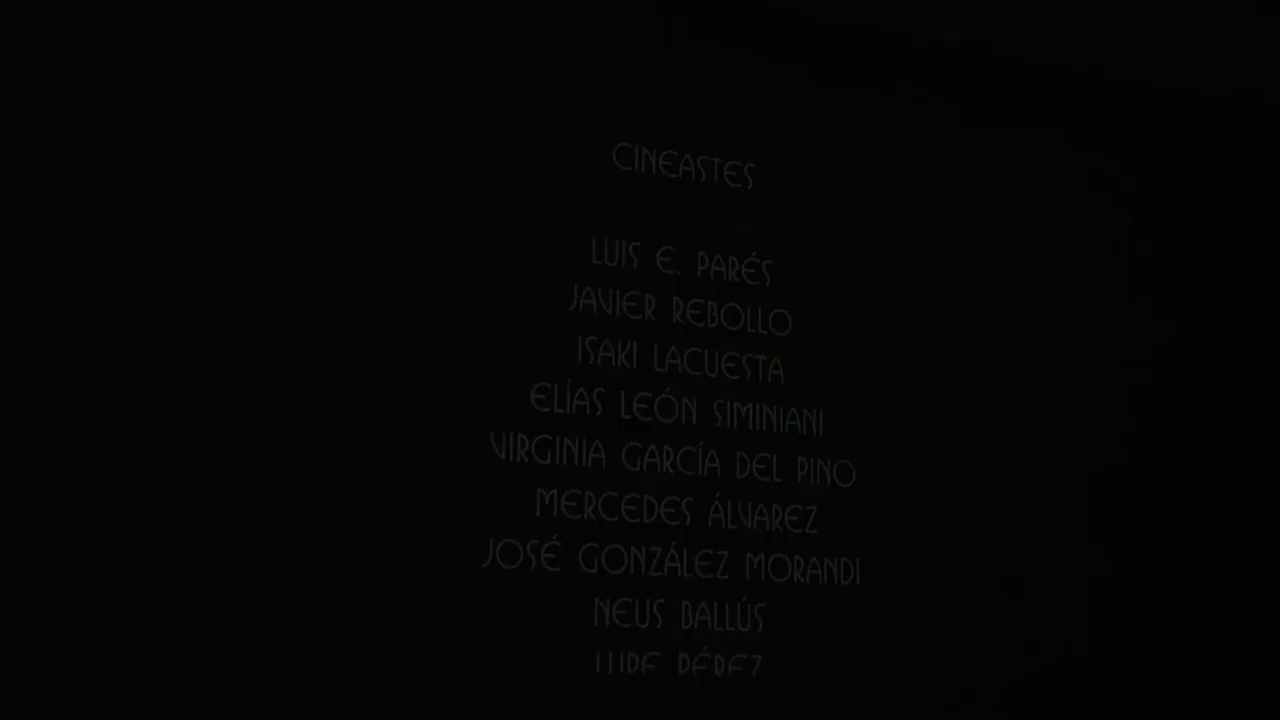 CINEASTES
LUIS E. PARÉS
JAVIER REBOLLO
ISAKI LACUESTA
ELÍAS LEÓN SIMINIANI
VIRGINIA GARCÍA DEL PINO
MERCEDES ÁLVAREZ
JOSÉ GONZÁLEZ MORANDI
NEUS BALLÚS
PÉREZ